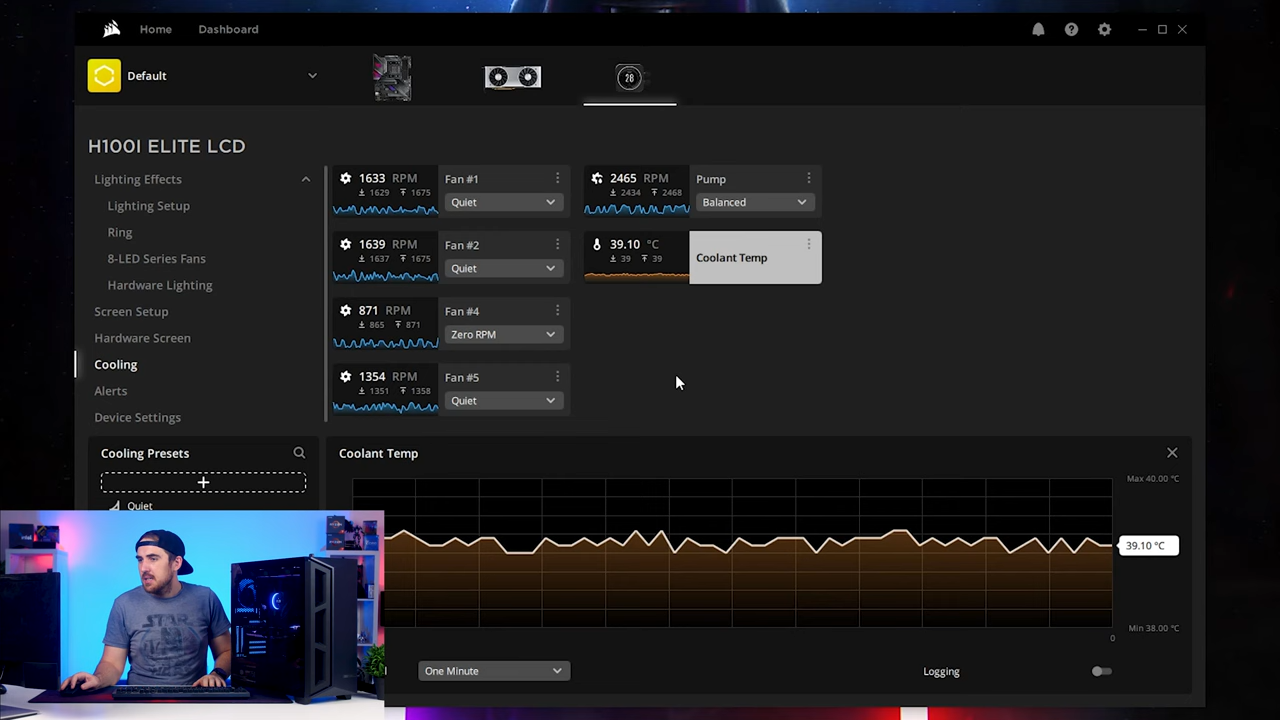 Home
Dashboard
Default
28
H100I ELITE LCD
Lighting Effects
Lighting Setup
Ring
8-LED Series Fans
Hardware Lighting
Screen Setup
Hardware Screen
Cooling
Alerts
Device Settings
1633 RPM
1629 1675
Fan #1
Quiet
2465 RPM
2434 2468
Pump
Balanced
1639 RPM
1637 1675
Fan #2
Quiet
39.10 °C
39 39
Coolant Temp
871 RPM
865 871
Fan #4
Zero RPM
1354 RPM
1351 1358
Fan #5
Quiet
Cooling Presets
+
Quiet
Coolant Temp
Max 40.00 °C
39.10 °C
Min 38.00 °C
0
One Minute
Logging
STAR